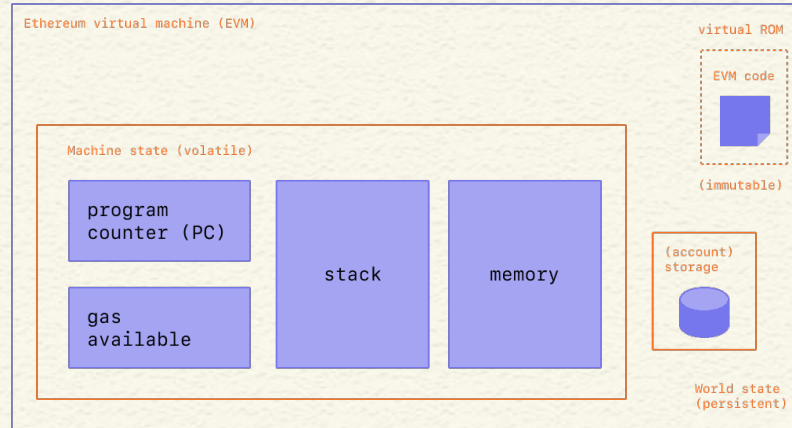 Ethereum virtual machine (EVM)
virtual ROM
EVM code
(immutable)
Machine state (volatile)
program
counter (PC)
gas
available
stack
memory
(account)
storage
World state
(persistent)